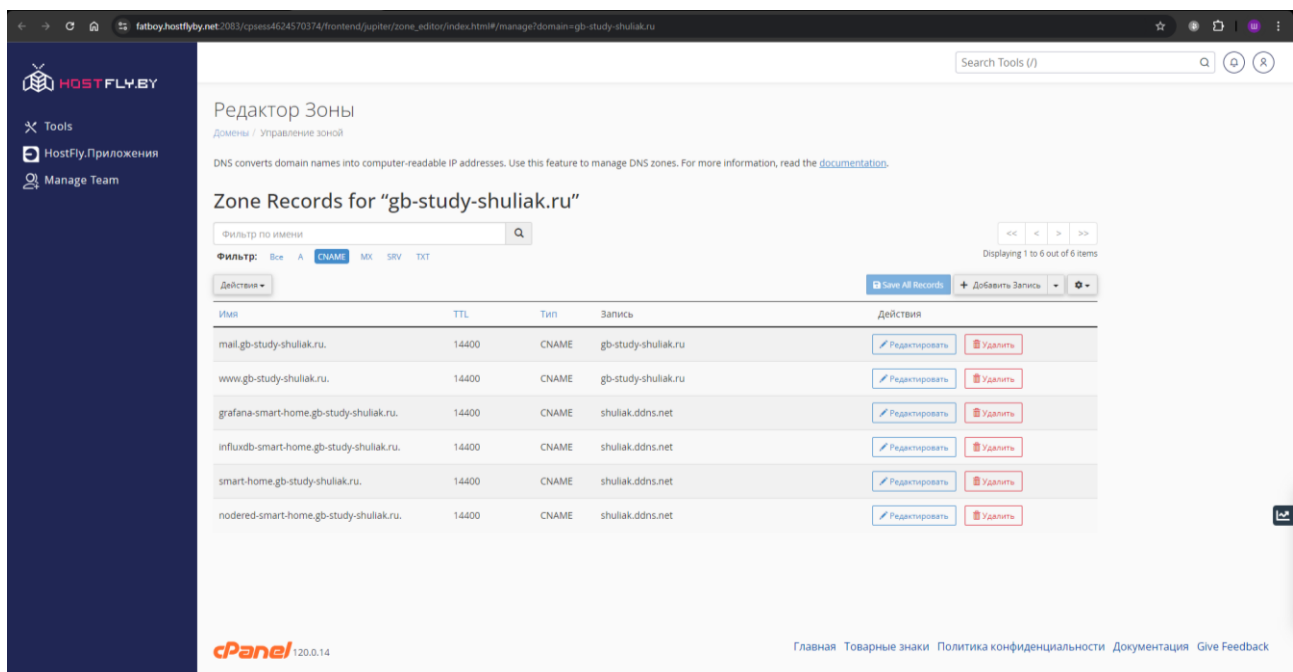 fatboy.hostflyby.net:2083/cpsess4624570374/frontend/jupiter/zone_editor/index.html#/manage?domain=gb-study-shuliak.ru
HOSTFLY.BY
Search Tools (/)
Tools
HostFly.Приложения
Manage Team
Редактор Зоны
Домены / Управление зоной
DNS converts domain names into computer-readable IP addresses. Use this feature to manage DNS zones. For more information, read the documentation.
Zone Records for “gb-study-shuliak.ru”
Фильтр по имени
<< < > >>
Фильтр: Все A CNAME MX SRV TXT
Displaying 1 to 6 out of 6 items
Действия
Save All Records + Добавить Запись
Имя TTL Тип Запись Действия
mail.gb-study-shuliak.ru. 14400 CNAME gb-study-shuliak.ru Редактировать Удалить
www.gb-study-shuliak.ru. 14400 CNAME gb-study-shuliak.ru Редактировать Удалить
grafana-smart-home.gb-study-shuliak.ru. 14400 CNAME shuliak.ddns.net Редактировать Удалить
influxdb-smart-home.gb-study-shuliak.ru. 14400 CNAME shuliak.ddns.net Редактировать Удалить
smart-home.gb-study-shuliak.ru. 14400 CNAME shuliak.ddns.net Редактировать Удалить
nodered-smart-home.gb-study-shuliak.ru. 14400 CNAME shuliak.ddns.net Редактировать Удалить
cPanel 120.0.14
Главная Товарные знаки Политика конфиденциальности Документация Give Feedback